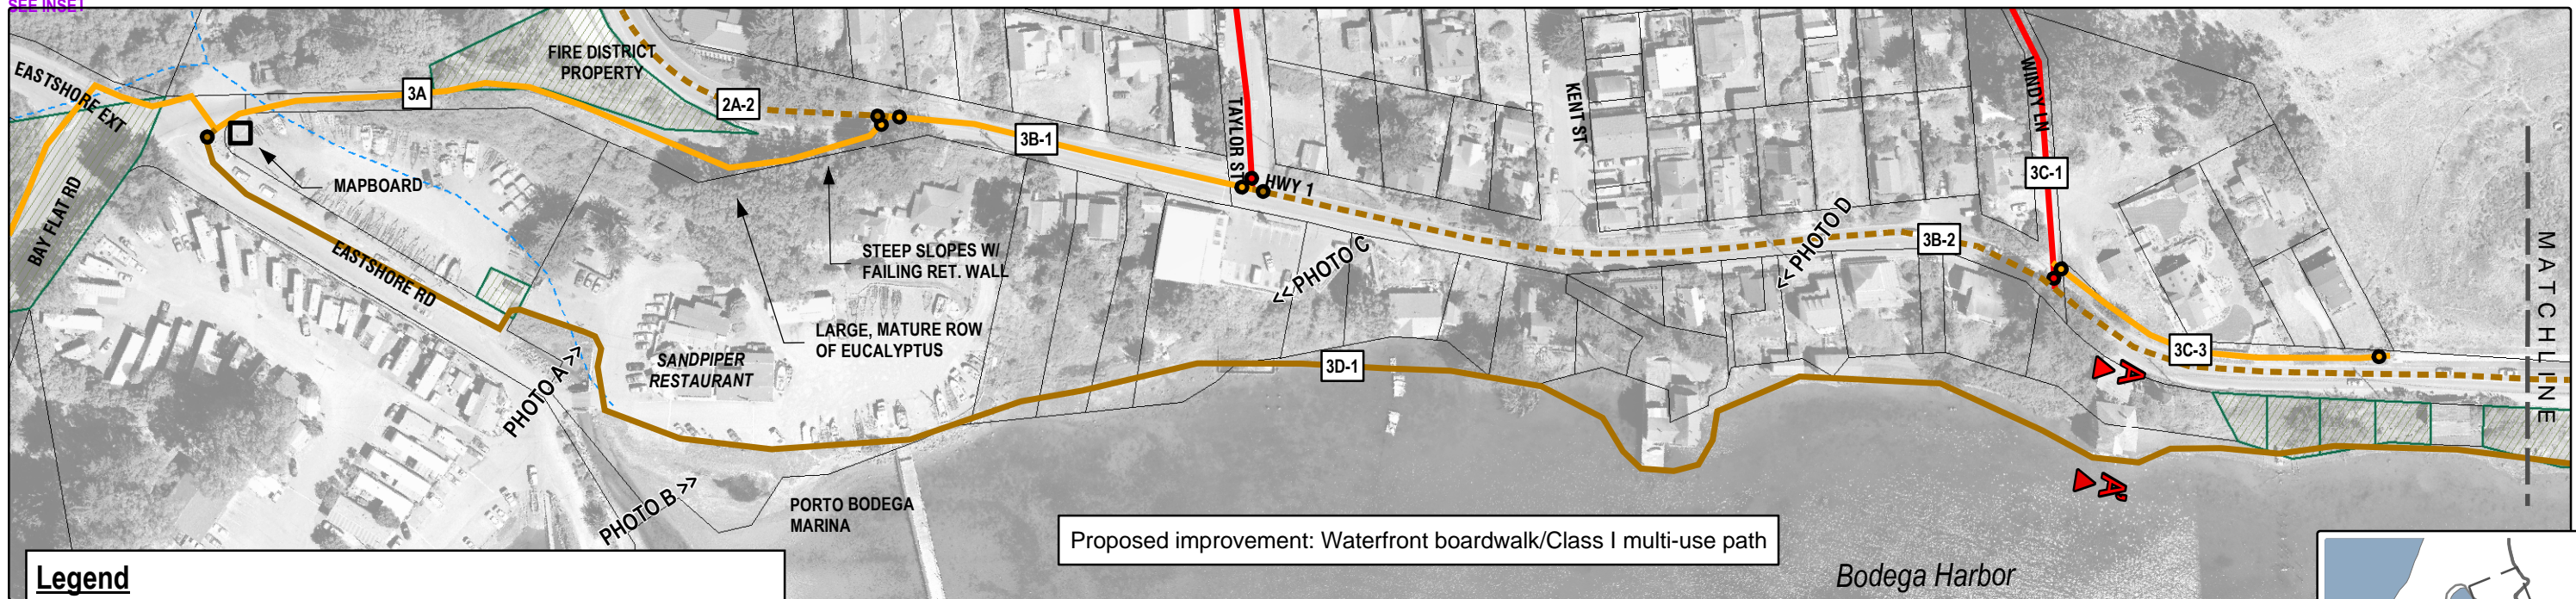 SEE INSET
EASTSHORE EXT
BAY FLAT RD
3A
FIRE DISTRICT
PROPERTY
2A-2
MAPBOARD
EASTSHORE RD
3B-1
TAYLOR ST
HWY 1
KENT ST
WINDY LN
3C-1
STEEP SLOPES W/
FAILING RET. WALL
LARGE, MATURE ROW
OF EUCALYPTUS
SANDPIPER
RESTAURANT
<< PHOTO C
<< PHOTO D
3B-2
3C-3
3D-1
PHOTO A >>
PHOTO B >>
PORTO BODEGA
MARINA
A
A'
MATCHLINE
Proposed improvement: Waterfront boardwalk/Class I multi-use path
Bodega Harbor
Legend